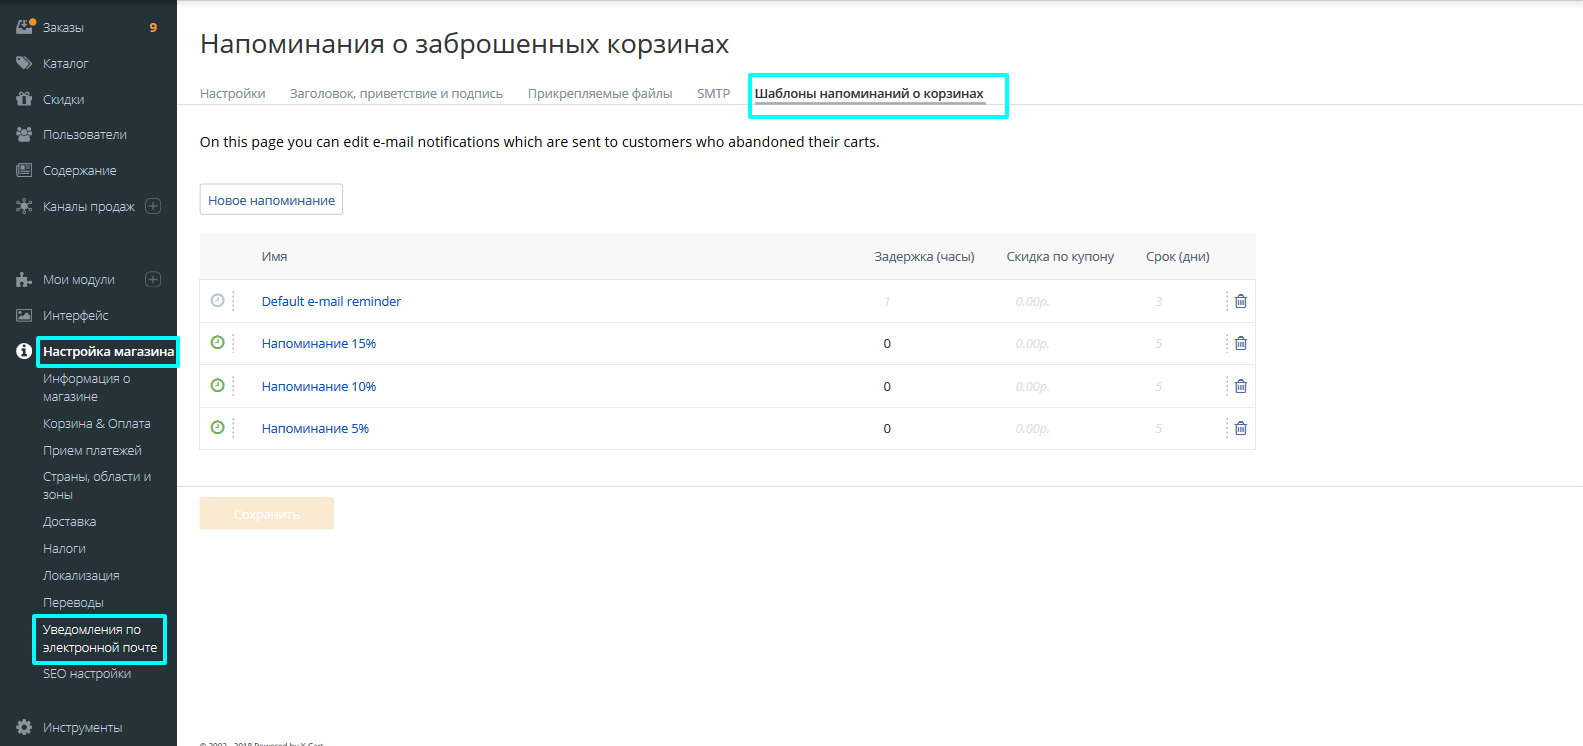 Заказы 9
Каталог
Скидки
Пользователи
Содержание
Каналы продаж
Мои модули
Интерфейс
Настройка магазина
Информация о
магазине
Корзина & Оплата
Прием платежей
Страны, области и
зоны
Доставка
Налоги
Локализация
Переводы
Уведомления по
электронной почте
SEO настройки
Инструменты
Напоминания о заброшенных корзинах
Настройки Заголовок, приветствие и подпись Прикрепляемые файлы SMTP Шаблоны напоминаний о корзинах
On this page you can edit e-mail notifications which are sent to customers who abandoned their carts.
Новое напоминание
Имя Задержка (часы) Скидка по купону Срок (дни)
Default e-mail reminder 1 0.00р. 3
Напоминание 15% 0 0.00р. 5
Напоминание 10% 0 0.00р. 5
Напоминание 5% 0 0.00р. 5
Сохранить
© 2002 - 2018 Powered by X-Cart